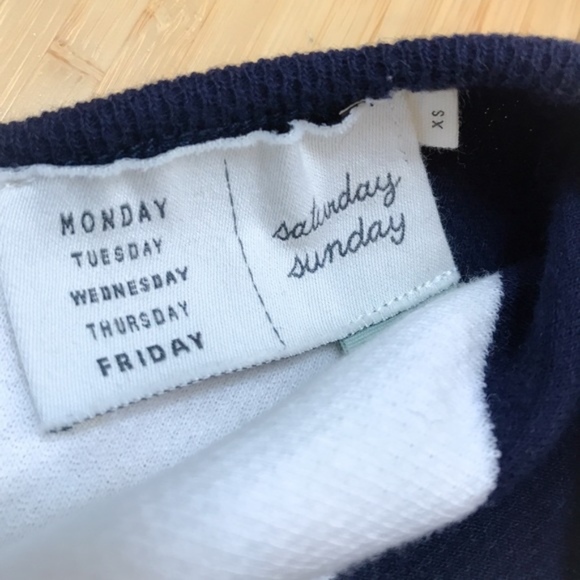 MONDAY
TUESDAY
WEDNESDAY
THURSDAY
FRIDAY
saturday
sunday
XS